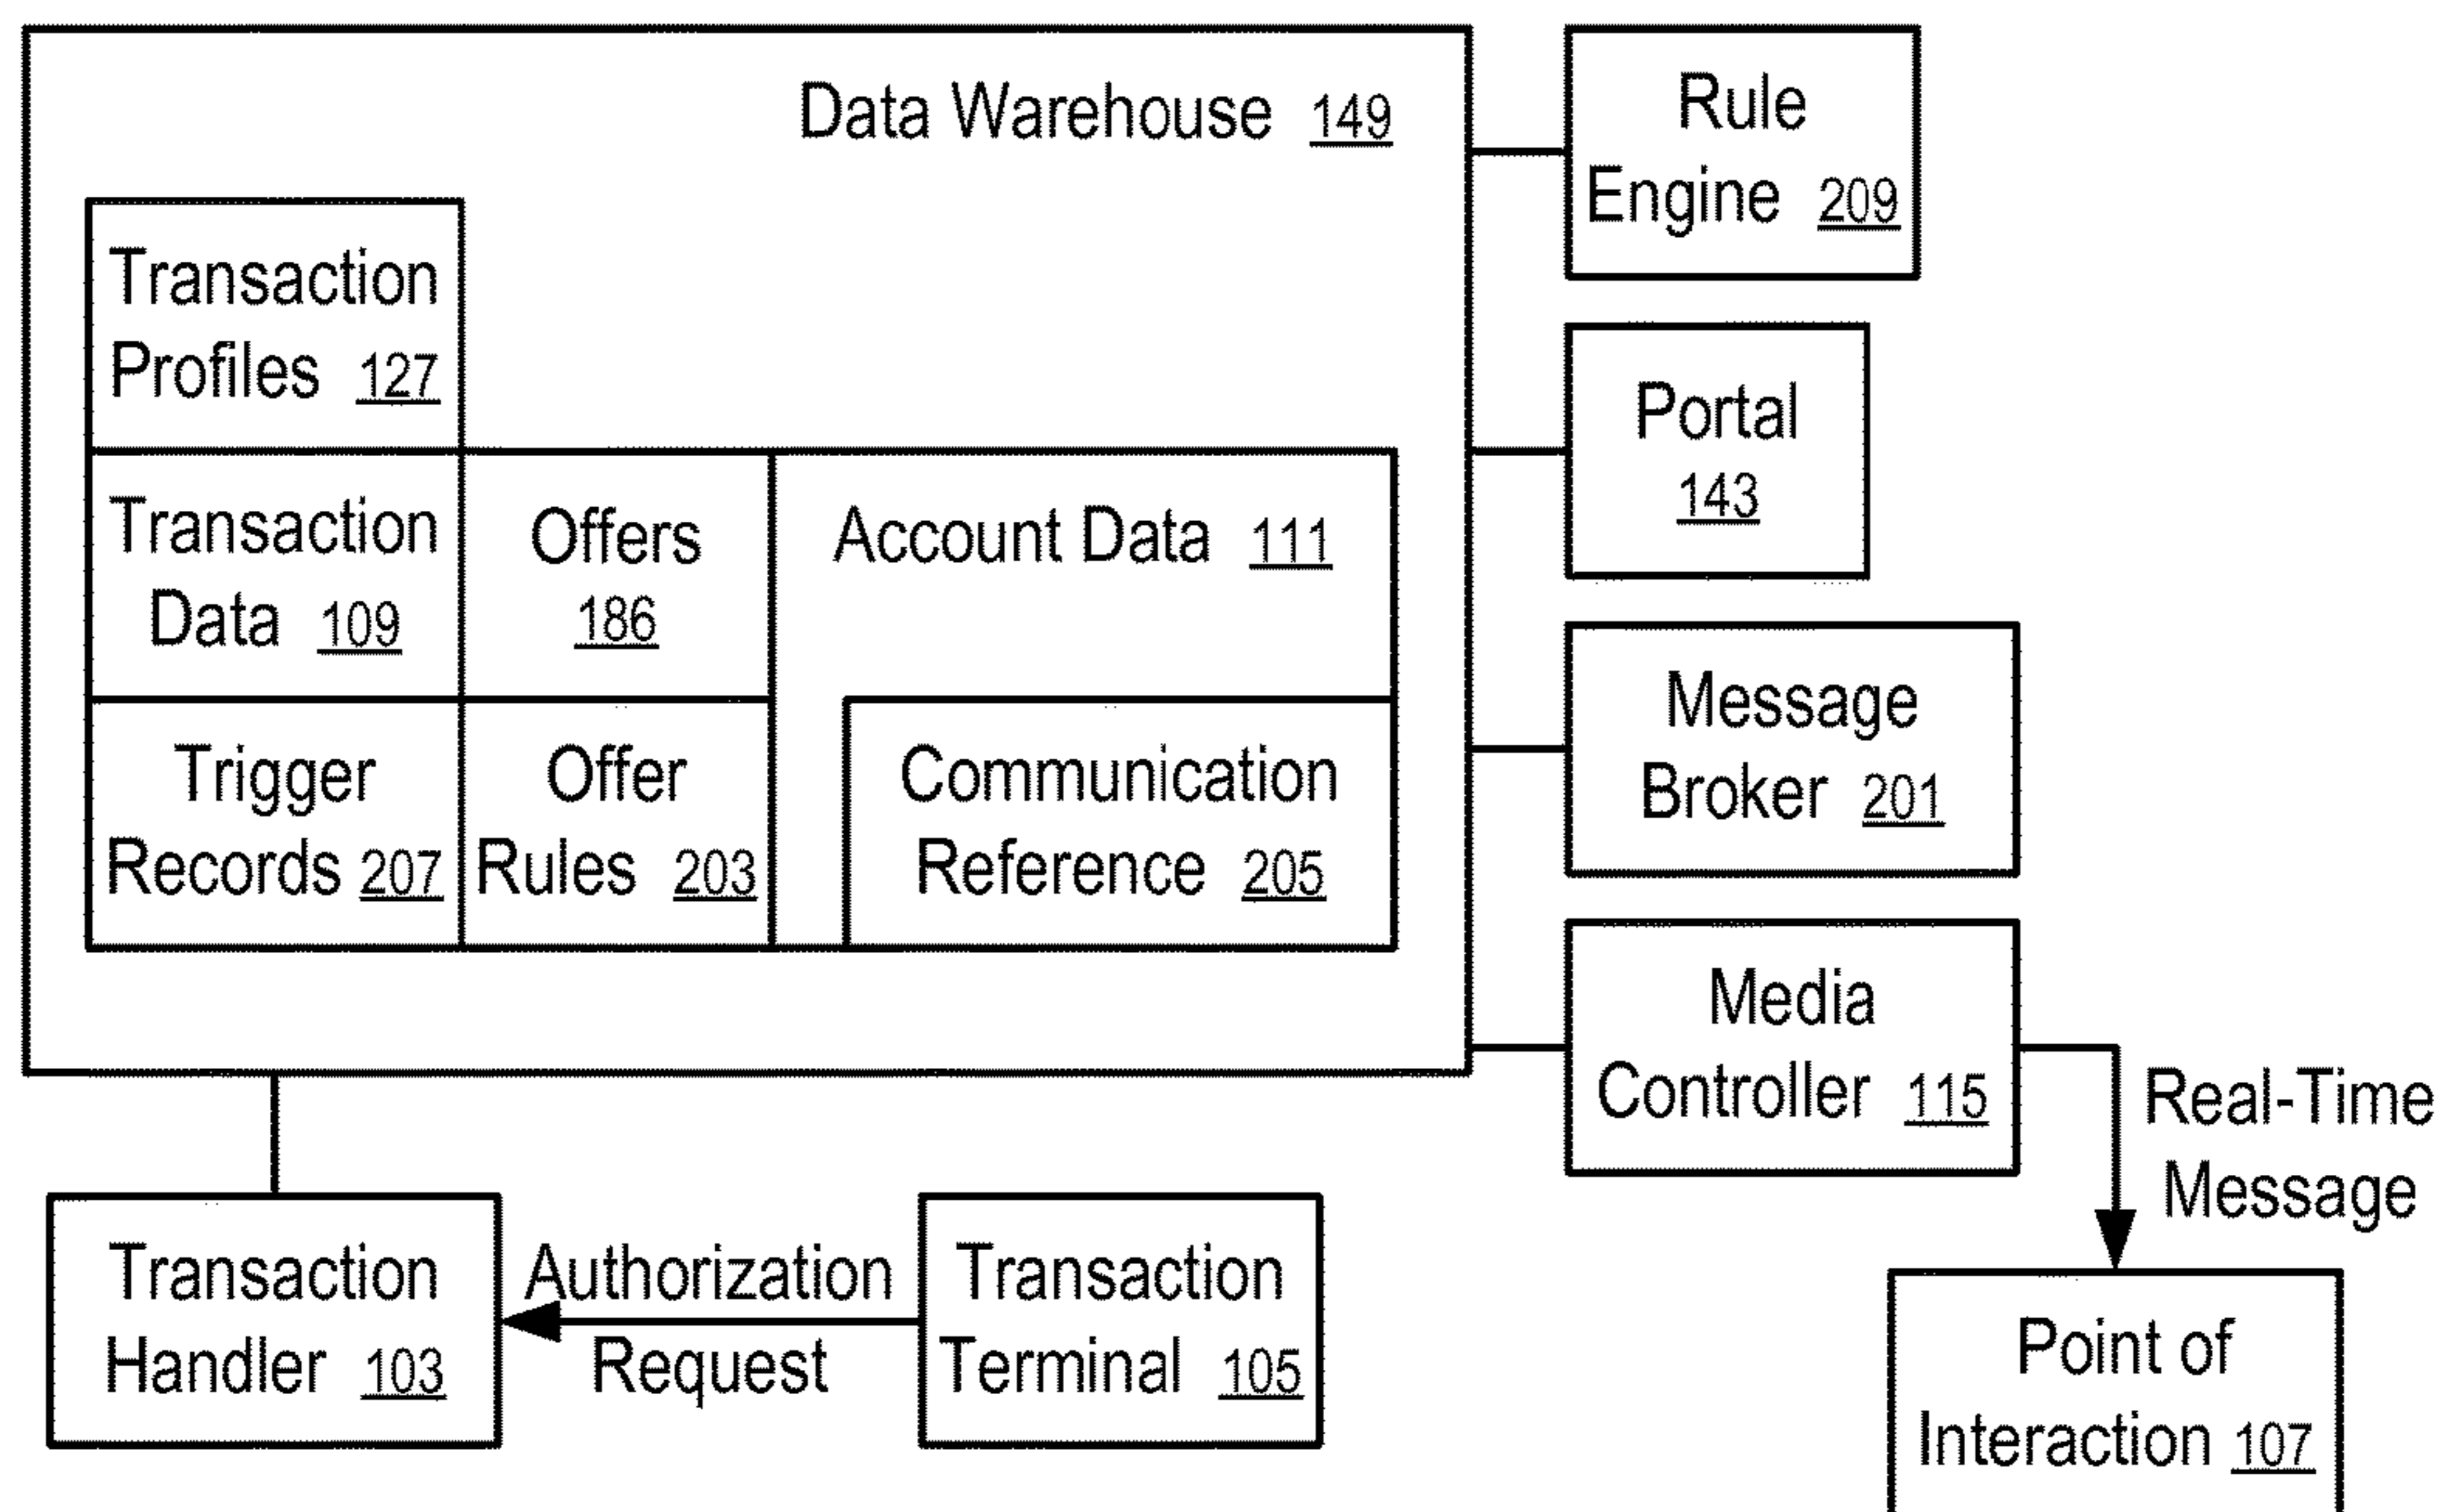 Data Warehouse 149
Transaction
Profiles 127
Transaction
Data 109
Offers
186
Account Data 111
Trigger
Records 207
Offer
Rules 203
Communication
Reference 205
Rule
Engine 209
Portal
143
Message
Broker 201
Media
Controller 115
Real-Time
Message
Transaction
Handler 103
Authorization
Request
Transaction
Terminal 105
Point of
Interaction 107